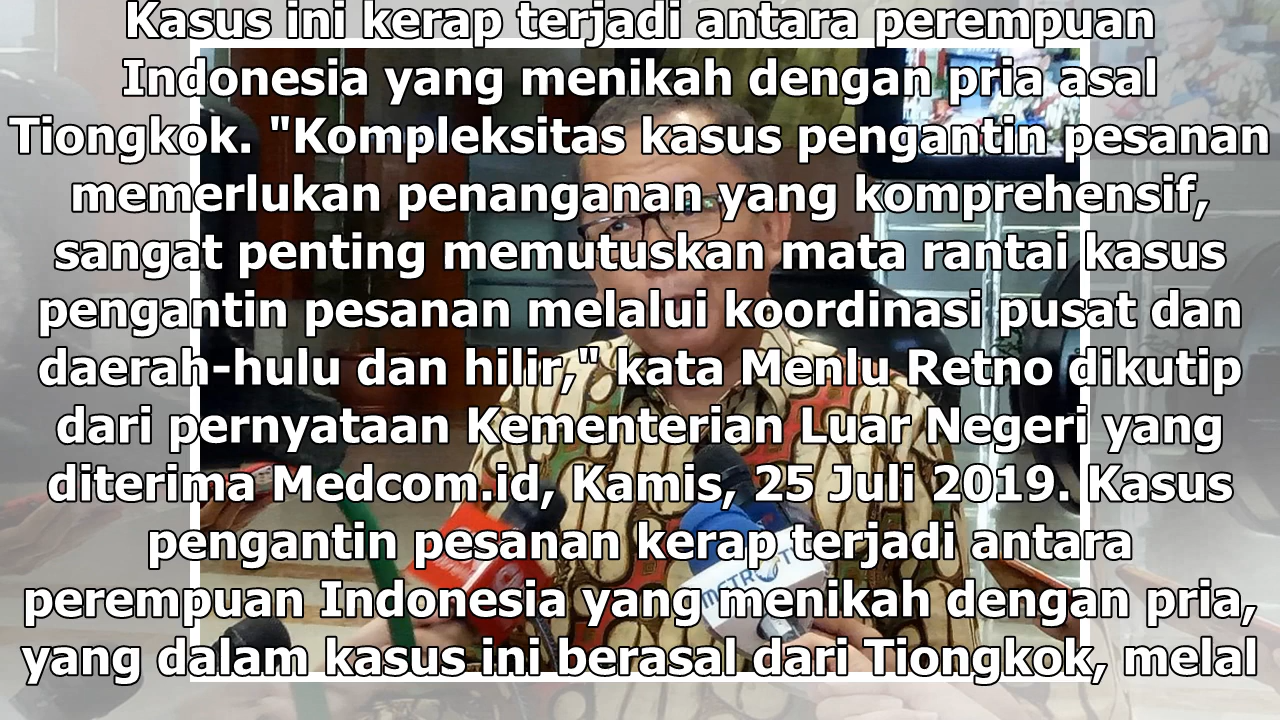 Kasus ini kerap terjadi antara perempuan
Indonesia yang menikah dengan pria asal
Tiongkok. "Kompleksitas kasus pengantin pesanan
memerlukan penanganan yang komprehensif,
sangat penting memutuskan mata rantai kasus
pengantin pesanan melalui koordinasi pusat dan
daerah-hulu dan hilir," kata Menlu Retno dikutip
dari pernyataan Kementerian Luar Negeri yang
diterima Medcom.id, Kamis, 25 Juli 2019. Kasus
pengantin pesanan kerap terjadi antara
perempuan Indonesia yang menikah dengan pria,
yang dalam kasus ini berasal dari Tiongkok, melal
METRO TV